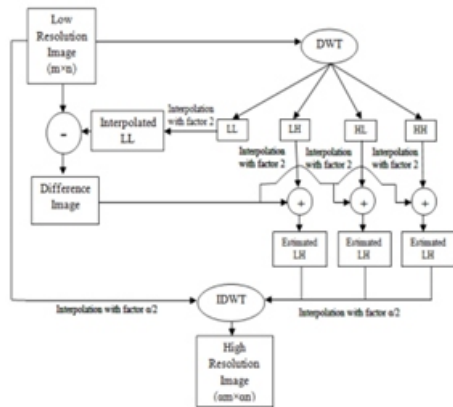 Low
Resolution
Image
(m×n)
DWT
Interpolation
with factor 2
Interpolated
LL
LL
LH
HL
HH
-
Interpolation
with factor 2
Interpolation
with factor 2
Interpolation
with factor 2
Difference
Image
+
+
+
Estimated
LH
Estimated
LH
Estimated
LH
IDWT
Interpolation with factor α/2
Interpolation with factor α/2
High
Resolution
Image
(αm×αn)